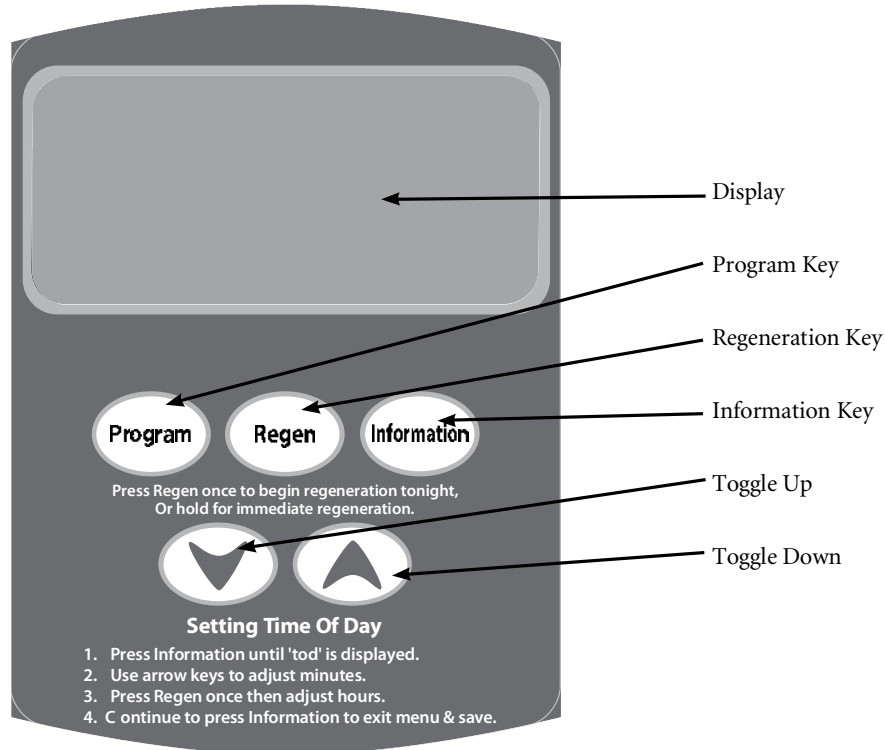 Display
Program Key
Regeneration Key
Information Key
Toggle Up
Toggle Down
Program Regen Information
Press Regen once to begin regeneration tonight,
Or hold for immediate regeneration.
Setting Time Of Day
1. Press Information until 'tod' is displayed.
2. Use arrow keys to adjust minutes.
3. Press Regen once then adjust hours.
4. C ontinue to press Information to exit menu & save.